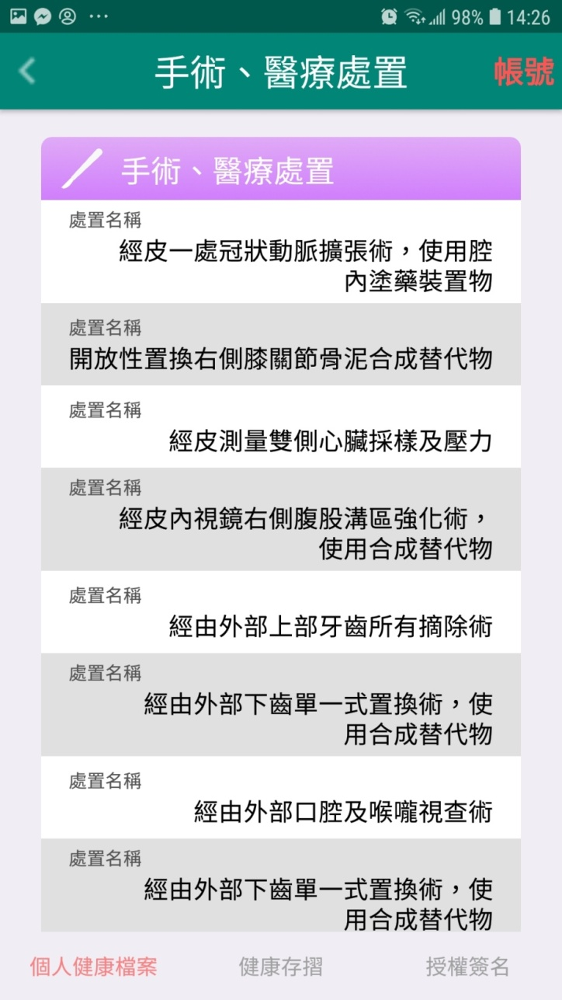 98% 14:26
手術、醫療處置 帳號
手術、醫療處置
處置名稱
經皮一處冠狀動脈擴張術，使用腔
內塗藥裝置物
處置名稱
開放性置換右側膝關節骨泥合成替代物
處置名稱
經皮測量雙側心臟採樣及壓力
處置名稱
經皮內視鏡右側腹股溝區強化術，
使用合成替代物
處置名稱
經由外部上部牙齒所有摘除術
處置名稱
經由外部下齒單一式置換術，使
用合成替代物
處置名稱
經由外部口腔及喉嚨視查術
處置名稱
經由外部下齒單一式置換術，使
用合成替代物
個人健康檔案 健康存摺 授權簽名